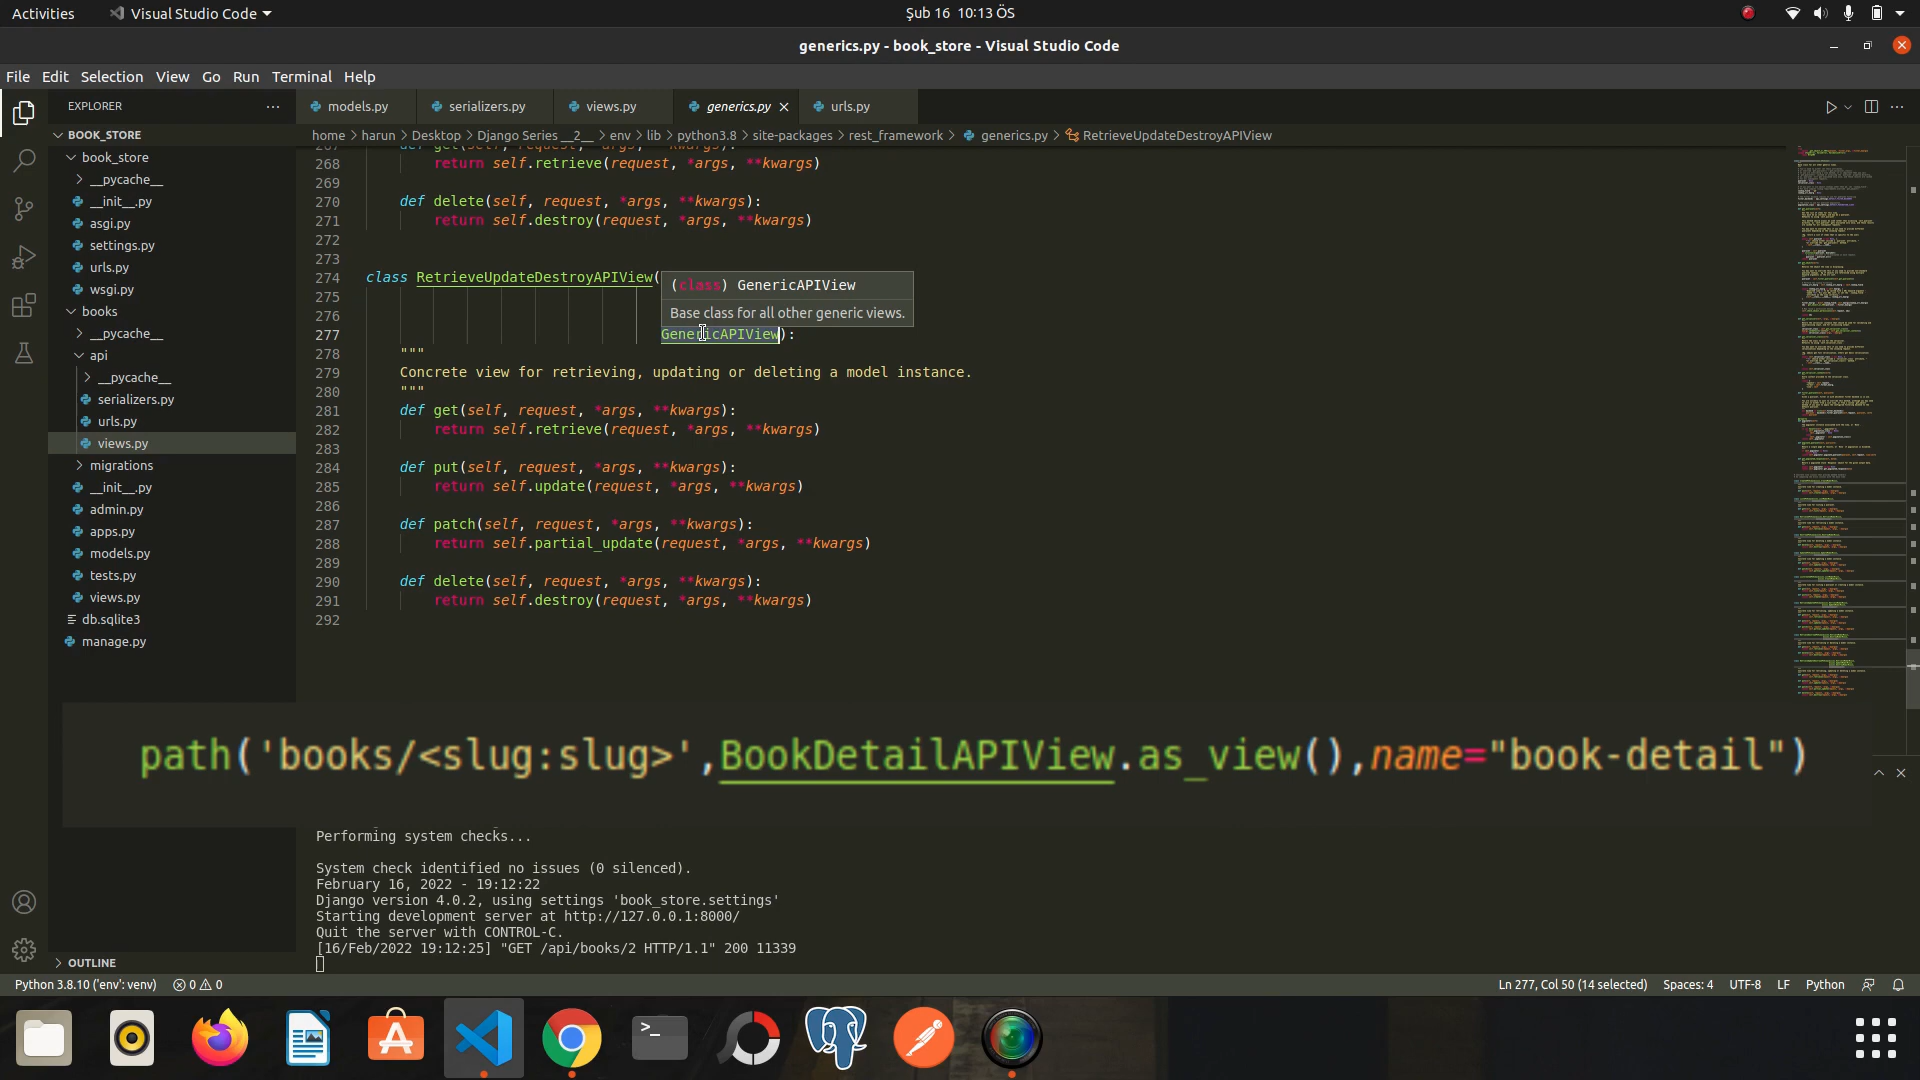 Activities
Visual Studio Code
Şub 16 10:13 ÖS
generics.py - book_store - Visual Studio Code
File Edit Selection View Go Run Terminal Help
EXPLORER
models.py serializers.py views.py generics.py urls.py
home > harun > Desktop > Django Series __2__ > env > lib > python3.8 > site-packages > rest_framework > generics.py > RetrieveUpdateDestroyAPIView
BOOK_STORE
book_store
__pycache__
__init__.py
asgi.py
settings.py
urls.py
wsgi.py
books
__pycache__
api
__pycache__
serializers.py
urls.py
views.py
migrations
__init__.py
admin.py
apps.py
models.py
tests.py
views.py
db.sqlite3
manage.py
OUTLINE
267 def get(self, request, *args, **kwargs):
268 return self.retrieve(request, *args, **kwargs)
269
270 def delete(self, request, *args, **kwargs):
271 return self.destroy(request, *args, **kwargs)
272
273
274 class RetrieveUpdateDestroyAPIView(
(class) GenericAPIView
275
Base class for all other generic views.
276
277 GenericAPIView):
278 """
279 Concrete view for retrieving, updating or deleting a model instance.
280 """
281 def get(self, request, *args, **kwargs):
282 return self.retrieve(request, *args, **kwargs)
283
284 def put(self, request, *args, **kwargs):
285 return self.update(request, *args, **kwargs)
286
287 def patch(self, request, *args, **kwargs):
288 return self.partial_update(request, *args, **kwargs)
289
290 def delete(self, request, *args, **kwargs):
291 return self.destroy(request, *args, **kwargs)
292
path('books/<slug:slug>',BookDetailAPIView.as_view(),name="book-detail")
Performing system checks...
System check identified no issues (0 silenced).
February 16, 2022 - 19:12:22
Django version 4.0.2, using settings 'book_store.settings'
Starting development server at http://127.0.0.1:8000/
Quit the server with CONTROL-C.
[16/Feb/2022 19:12:25] "GET /api/books/2 HTTP/1.1" 200 11339
Python 3.8.10 ('env': venv) 0 0
Ln 277, Col 50 (14 selected) Spaces: 4 UTF-8 LF Python